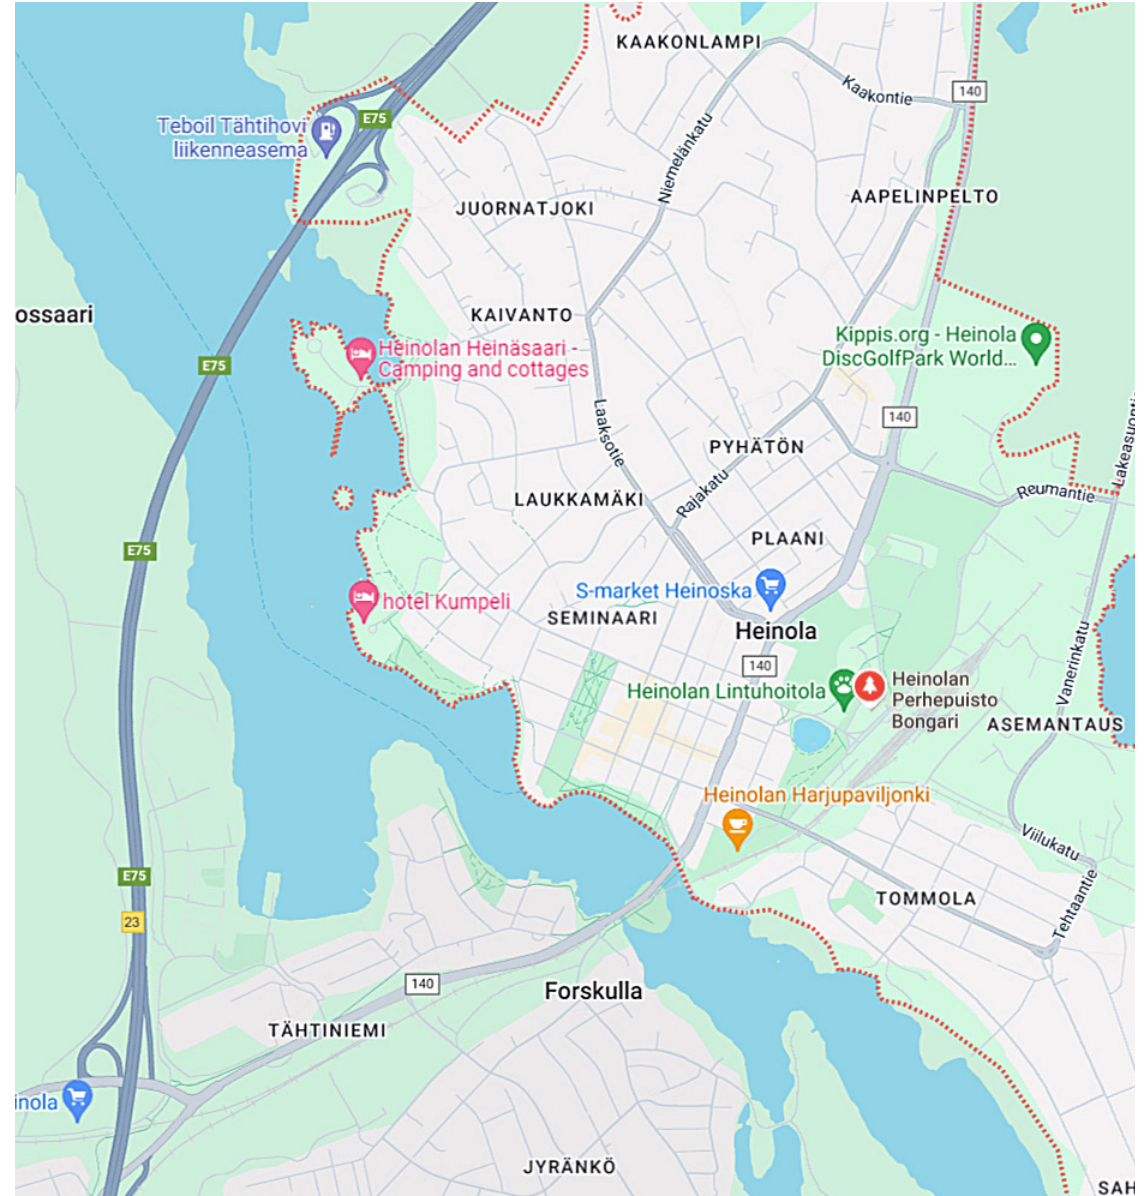 KAAKONLAMPI
Kaakontie
140
E75
Teboil Tähtihovi
liikenneasema
Niemelänkatu
AAPELINPELTO
JUORNATJOKI
ossaari
KAIVANTO
Kippis.org - Heinola
DiscGolfPark World...
E75
Heinolan Heinäsaari -
Camping and cottages
Laaksotie
140
Lakeasuontie
PYHÄTÖN
Rajakatu
LAUKKAMÄKI
Reumantie
E75
PLAANI
S-market Heinoska
hotel Kumpeli
SEMINAARI
Heinola
Vanerinkatu
140
Heinolan Lintuhoitola
Heinolan
Perhepuisto
Bongari
ASEMANTAUS
Heinolan Harjupaviljonki
Viilukatu
E75
TOMMOLA
Tehtaantie
23
140
Forskulla
TÄHTINIEMI
inola
JYRÄNKÖ
SAH